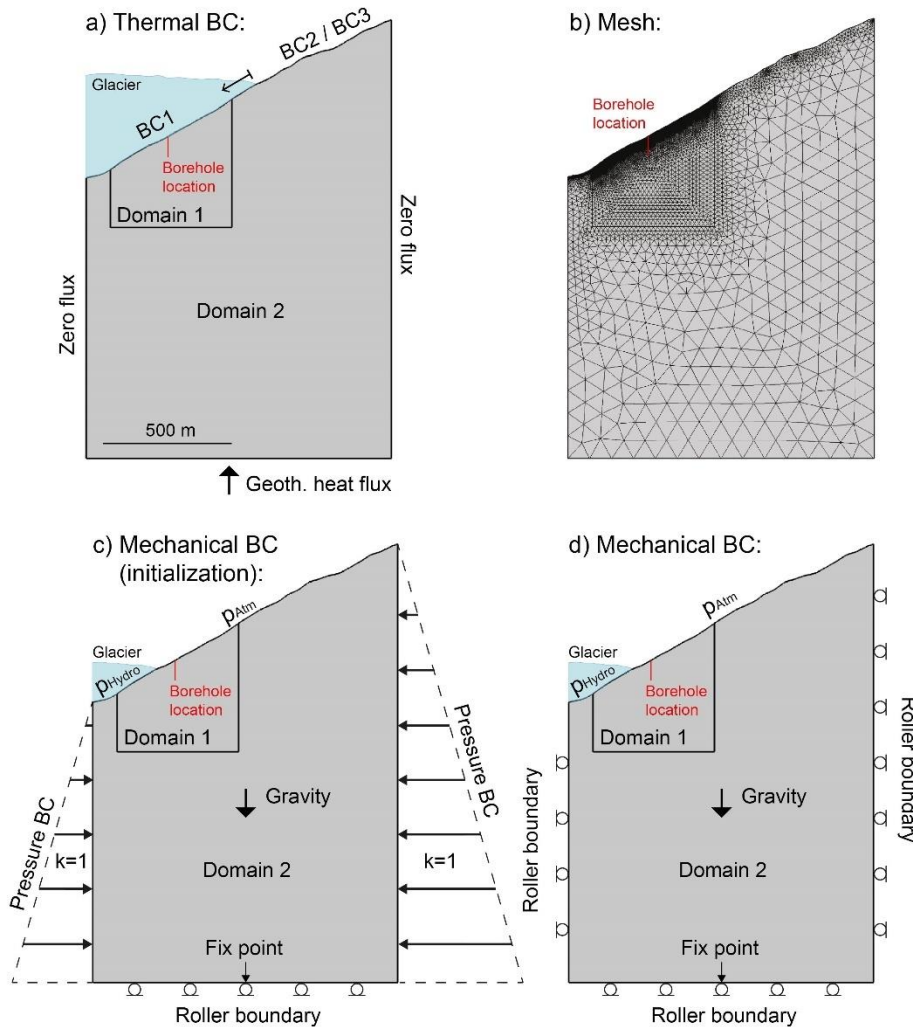 a) Thermal BC:
BC2 / BC3
Glacier
BC1
Borehole
location
Domain 1
Zero flux
Zero flux
Domain 2
500 m
Geoth. heat flux
b) Mesh:
Borehole
location
c) Mechanical BC
(initialization):
pAtm
Glacier
pHydro
Borehole
location
Domain 1
Pressure BC
Pressure BC
Gravity
k=1
k=1
Domain 2
Fix point
Roller boundary
d) Mechanical BC:
pAtm
Glacier
pHydro
Borehole
location
Domain 1
Roller boundary
Roller boundary
Gravity
Domain 2
Fix point
Roller boundary